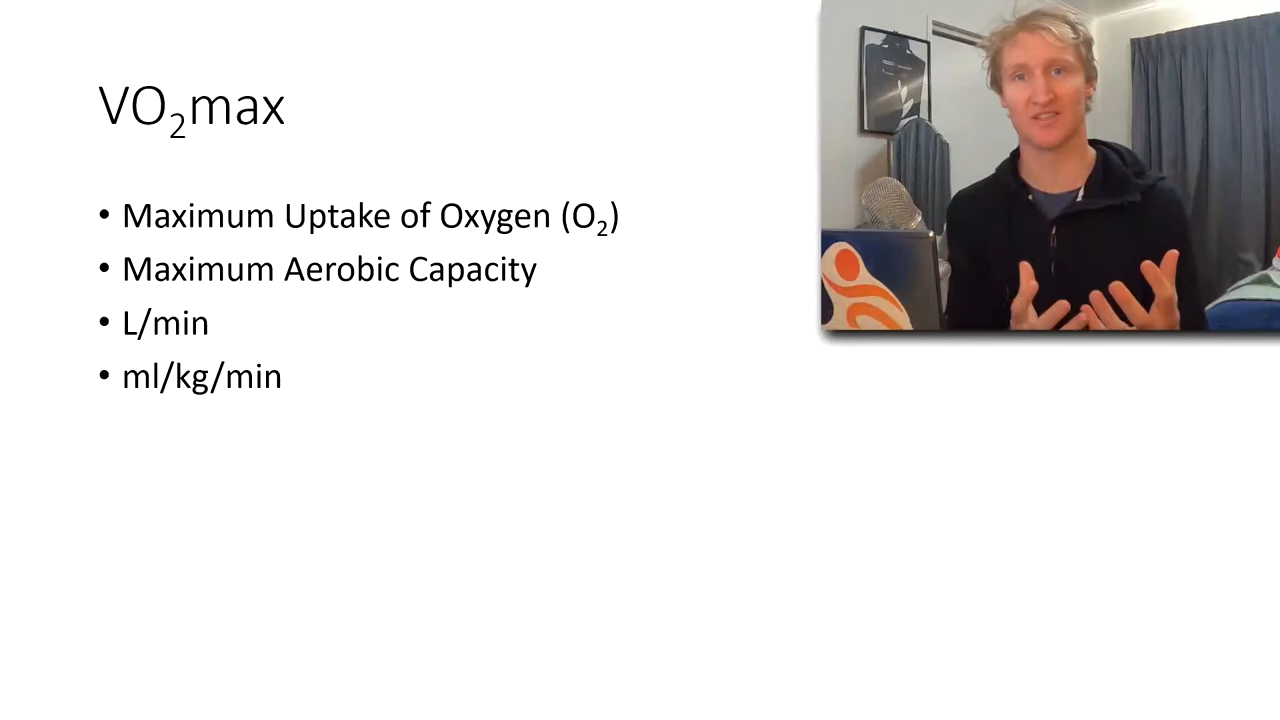 VO₂max
• Maximum Uptake of Oxygen (O₂)
• Maximum Aerobic Capacity
• L/min
• ml/kg/min